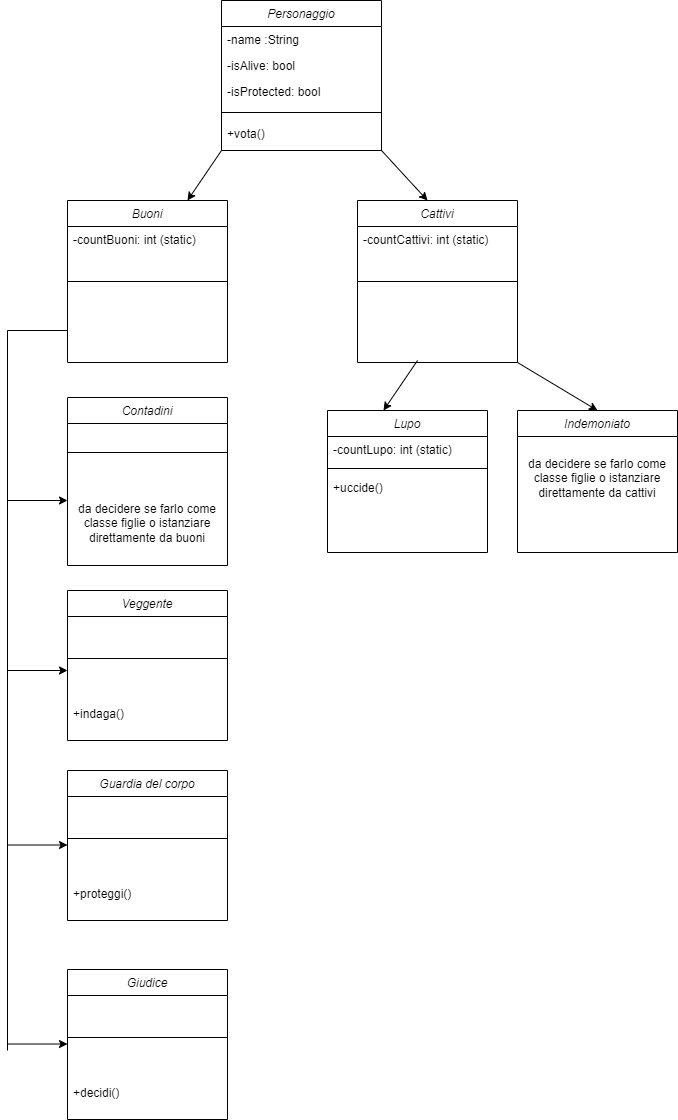 Personaggio
-name :String
-isAlive: bool
-isProtected: bool
+vota()
Buoni
-countBuoni: int (static)
Cattivi
-countCattivi: int (static)
Contadini
da decidere se farlo come
classe figlie o istanziare
direttamente da buoni
Lupo
-countLupo: int (static)
+uccide()
Indemoniato
da decidere se farlo come
classe figlie o istanziare
direttamente da cattivi
Veggente
+indaga()
Guardia del corpo
+proteggi()
Giudice
+decidi()